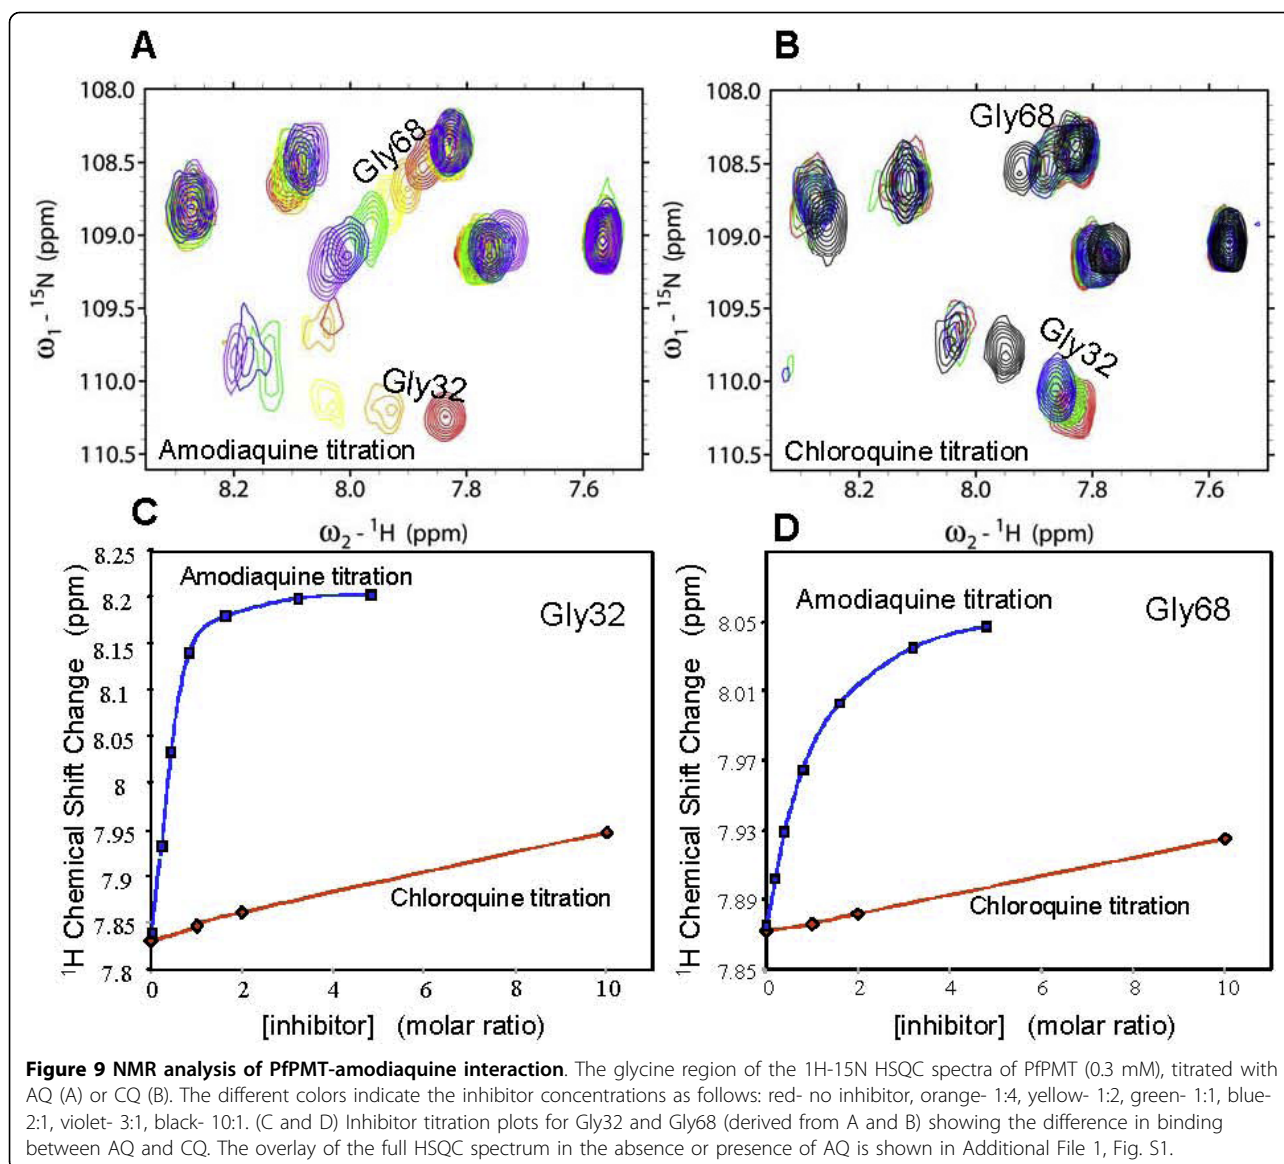 A
108.0
108.5
109.0
109.5
110.0
110.5
ω1 - 15N (ppm)
Gly68
Gly32
Amodiaquine titration
8.2
8.0
7.8
7.6
ω2 - 1H (ppm)
B
108.0
108.5
109.0
109.5
110.0
110.5
ω1 - 15N (ppm)
Gly68
Gly32
Chloroquine titration
8.2
8.0
7.8
7.6
ω2 - 1H (ppm)
C
8.25
8.2
8.15
8.1
8.05
8
7.95
7.9
7.85
7.8
1H Chemical Shift Change (ppm)
Amodiaquine titration
Gly32
Chloroquine titration
0
2
4
6
8
10
[inhibitor] (molar ratio)
D
8.05
8.01
7.97
7.93
7.89
7.85
1H Chemical Shift Change (ppm)
Amodiaquine titration
Gly68
Chloroquine titration
0
2
4
6
8
10
[inhibitor] (molar ratio)
Figure 9 NMR analysis of PfPMT-amodiaquine interaction. The glycine region of the 1H-15N HSQC spectra of PfPMT (0.3 mM), titrated with
AQ (A) or CQ (B). The different colors indicate the inhibitor concentrations as follows: red- no inhibitor, orange- 1:4, yellow- 1:2, green- 1:1, blue-
2:1, violet- 3:1, black- 10:1. (C and D) Inhibitor titration plots for Gly32 and Gly68 (derived from A and B) showing the difference in binding
between AQ and CQ. The overlay of the full HSQC spectrum in the absence or presence of AQ is shown in Additional File 1, Fig. S1.